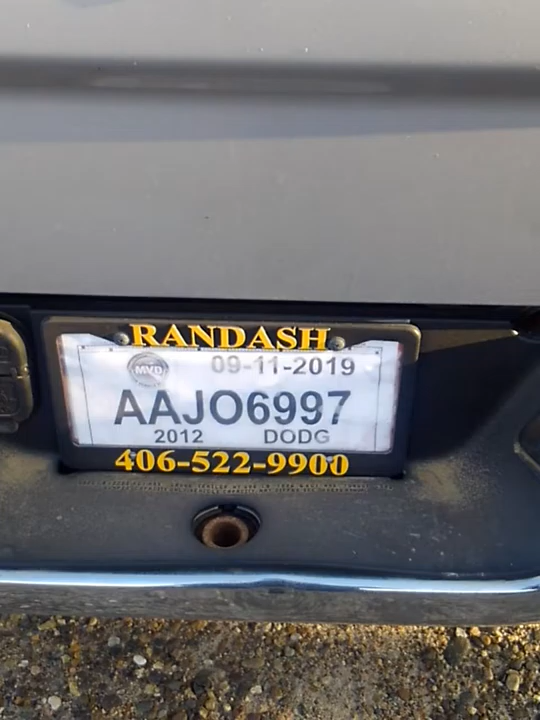 RANDASH
MVD
09-11-2019
AAJO6997
2012 DODG
406-522-9900